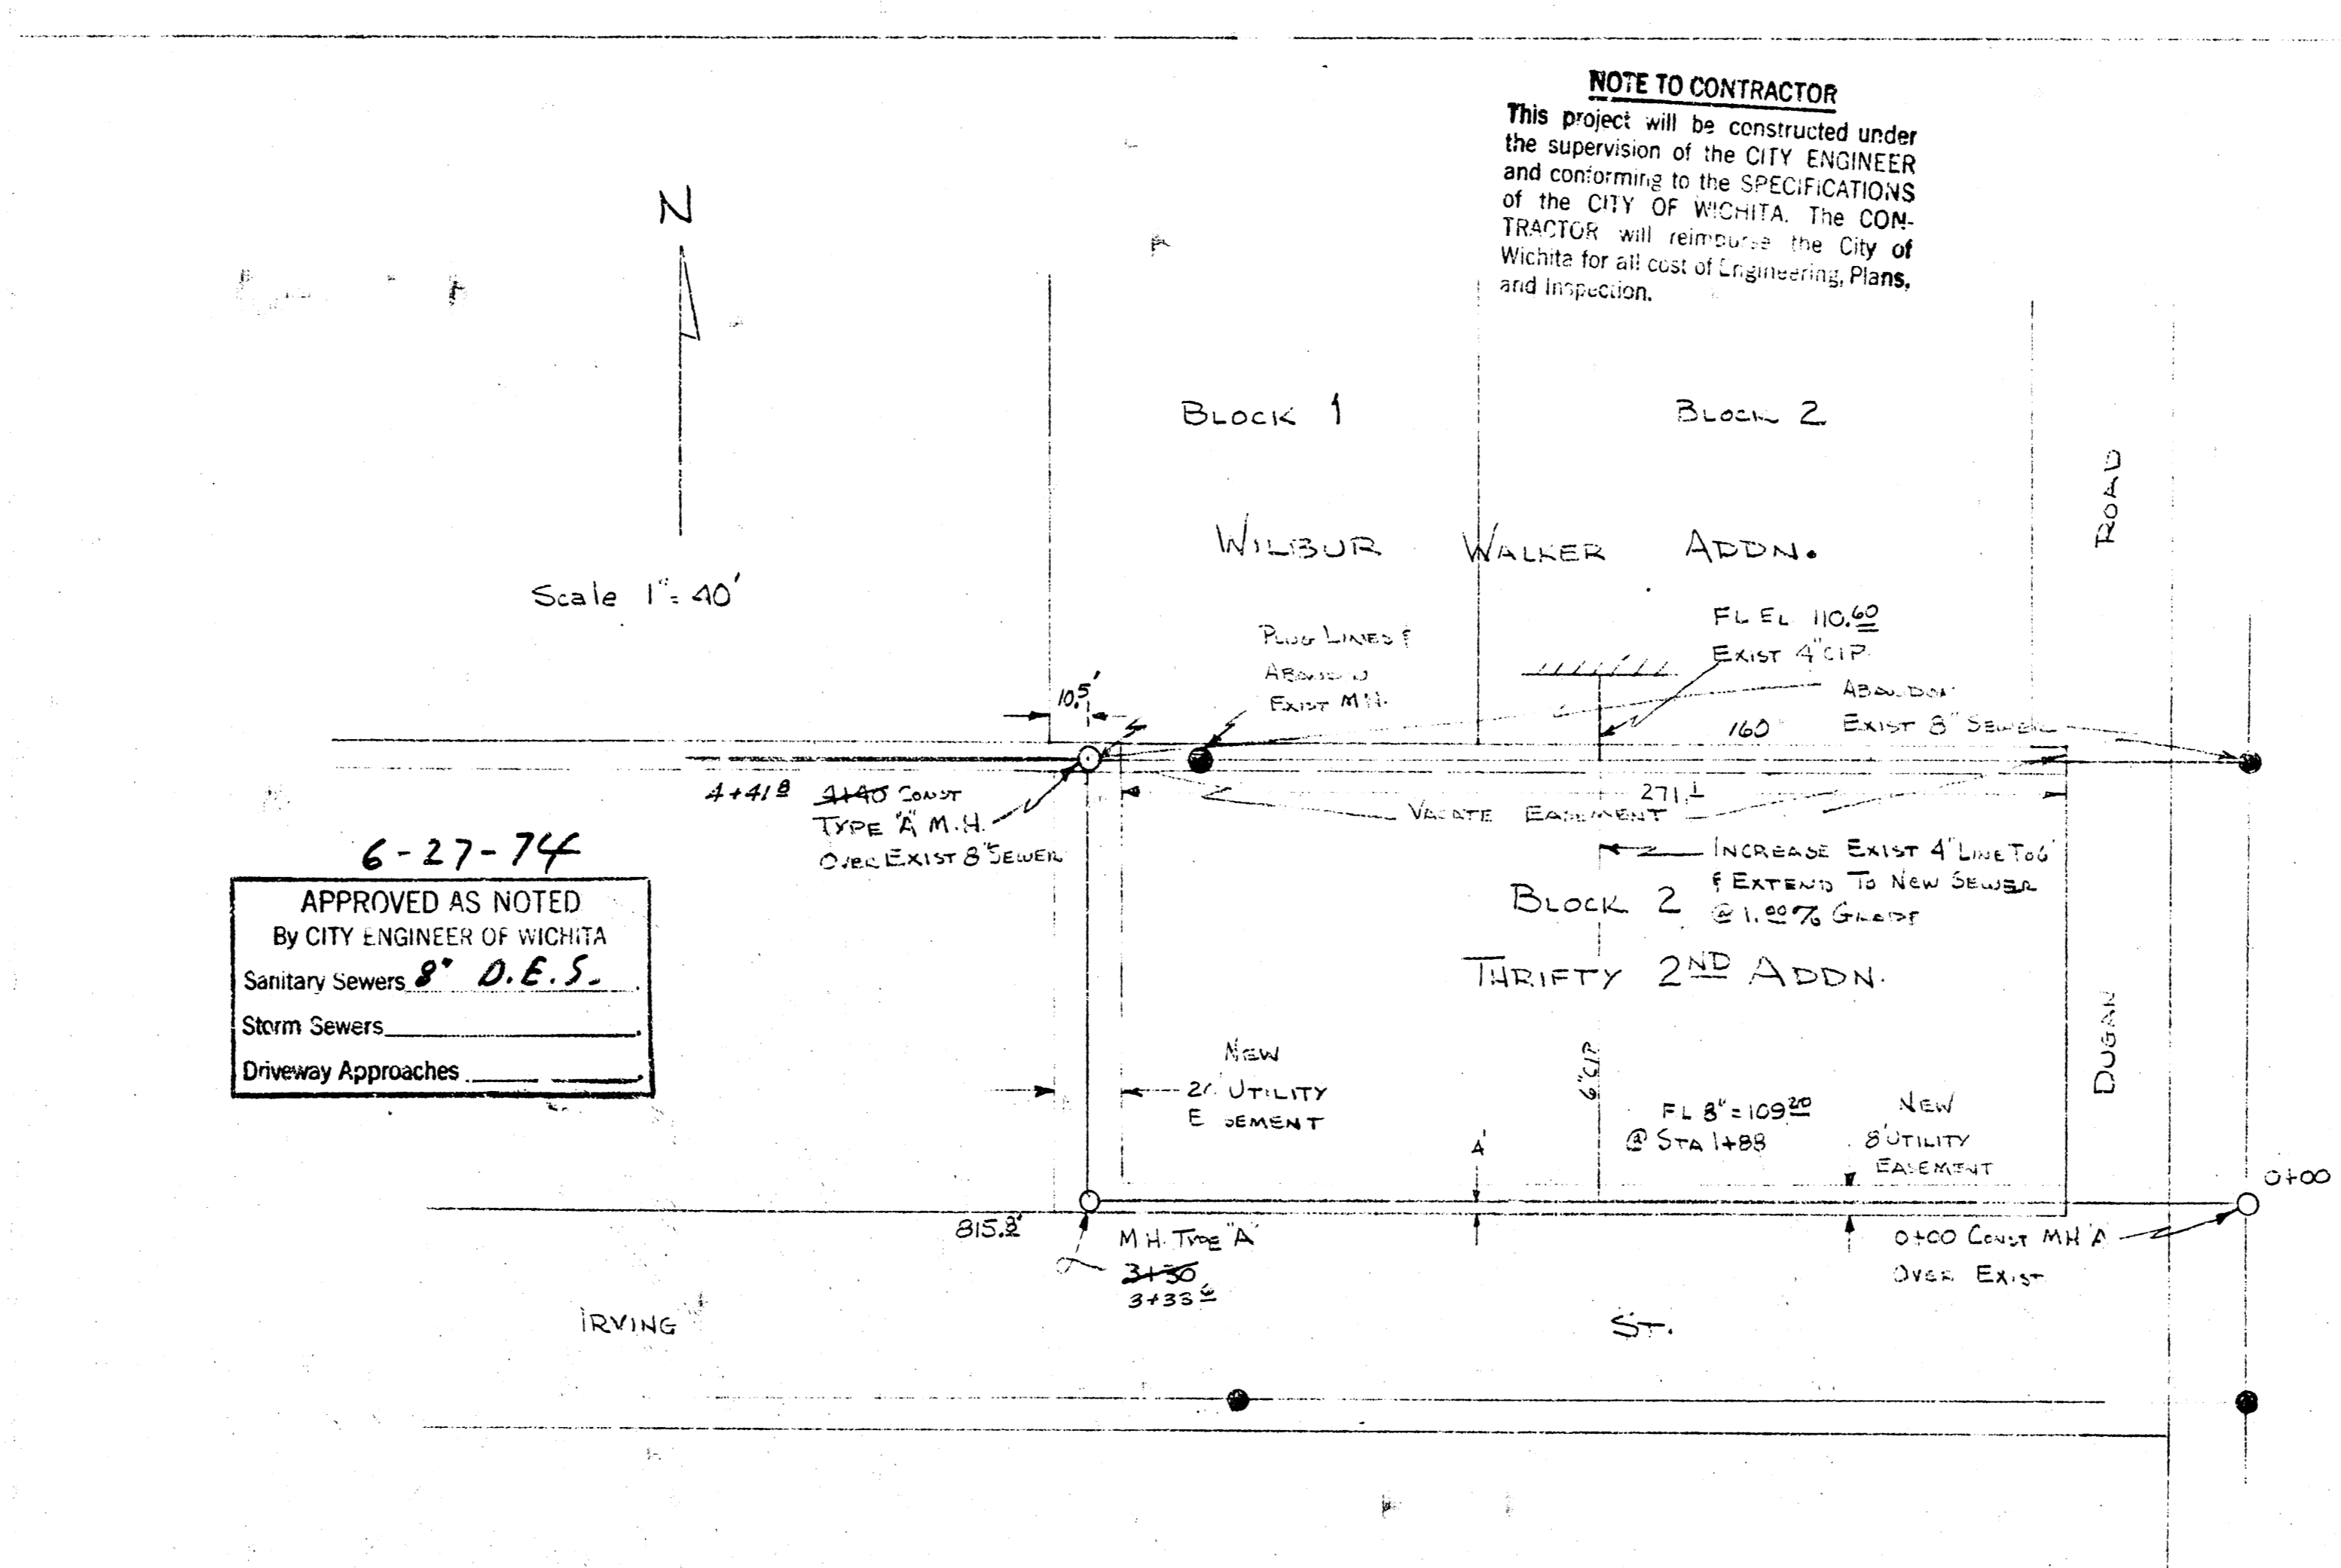 NOTE TO CONTRACTOR
This project will be constructed under
the supervision of the CITY ENGINEER
and conforming to the SPECIFICATIONS
of the CITY OF WICHITA. The CON-
TRACTOR will reimburse the City of
Wichita for all cost of Engineering, Plans,
and Inspection.
N
Scale 1" = 40'
BLOCK 1
BLOCK 2
ROAD
WILBUR WALKER ADDN.
FL EL 110.60
EXIST 4" CIP.
PLUG LINES &
ABANDON
EXIST M.H.
ABANDON
EXIST 8" SEWER
10.5'
160
4+41.8 4+40 CONST
TYPE "A" M.H.
OVER EXIST 8" SEWER
271.1
VACATE EASEMENT
INCREASE EXIST 4" LINE TO 6"
& EXTEND TO NEW SEWER
@ 1.00% GRADE
BLOCK 2
THRIFTY 2ND ADDN.
6-27-74
APPROVED AS NOTED
By CITY ENGINEER OF WICHITA
Sanitary Sewers 8" D.E.S.
Storm Sewers
Driveway Approaches
DUGAN
NEW
UTILITY
E SEMENT
6" CIP
FL 8" = 109.20
@ STA 1+88
NEW
8' UTILITY
EASEMENT
4'
0+00
815.8'
M.H. TYPE "A"
3+30
3+33.6
0+00 CONST MH "A"
OVER EXIST
IRVING ST.